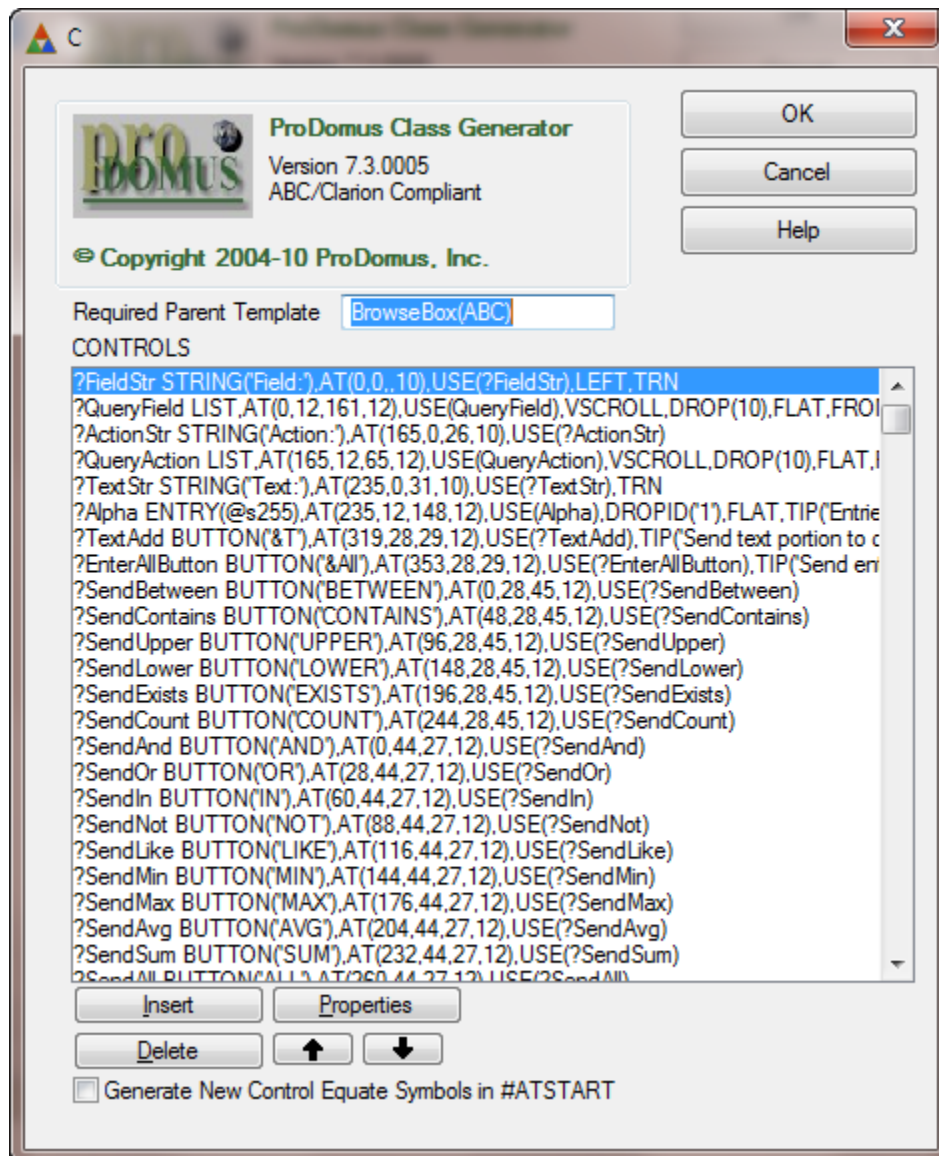 C
OK
Cancel
Help
pro
DOMUS
ProDomus Class Generator
Version 7.3.0005
ABC/Clarion Compliant
© Copyright 2004-10 ProDomus, Inc.
Required Parent Template BrowseBox(ABC)
CONTROLS
?FieldStr STRING('Field:'),AT(0,0,,10),USE(?FieldStr),LEFT,TRN
?QueryField LIST,AT(0,12,161,12),USE(QueryField),VSCROLL,DROP(10),FLAT,FROI
?ActionStr STRING('Action:'),AT(165,0,26,10),USE(?ActionStr)
?QueryAction LIST,AT(165,12,65,12),USE(QueryAction),VSCROLL,DROP(10),FLAT,
?TextStr STRING('Text:'),AT(235,0,31,10),USE(?TextStr),TRN
?Alpha ENTRY(@s255),AT(235,12,148,12),USE(Alpha),DROPID('1'),FLAT,TIP('Entrie
?TextAdd BUTTON('&T'),AT(319,28,29,12),USE(?TextAdd),TIP('Send text portion to c
?EnterAllButton BUTTON('&All'),AT(353,28,29,12),USE(?EnterAllButton),TIP('Send en
?SendBetween BUTTON('BETWEEN'),AT(0,28,45,12),USE(?SendBetween)
?SendContains BUTTON('CONTAINS'),AT(48,28,45,12),USE(?SendContains)
?SendUpper BUTTON('UPPER'),AT(96,28,45,12),USE(?SendUpper)
?SendLower BUTTON('LOWER'),AT(148,28,45,12),USE(?SendLower)
?SendExists BUTTON('EXISTS'),AT(196,28,45,12),USE(?SendExists)
?SendCount BUTTON('COUNT'),AT(244,28,45,12),USE(?SendCount)
?SendAnd BUTTON('AND'),AT(0,44,27,12),USE(?SendAnd)
?SendOr BUTTON('OR'),AT(28,44,27,12),USE(?SendOr)
?SendIn BUTTON('IN'),AT(60,44,27,12),USE(?SendIn)
?SendNot BUTTON('NOT'),AT(88,44,27,12),USE(?SendNot)
?SendLike BUTTON('LIKE'),AT(116,44,27,12),USE(?SendLike)
?SendMin BUTTON('MIN'),AT(144,44,27,12),USE(?SendMin)
?SendMax BUTTON('MAX'),AT(176,44,27,12),USE(?SendMax)
?SendAvg BUTTON('AVG'),AT(204,44,27,12),USE(?SendAvg)
?SendSum BUTTON('SUM'),AT(232,44,27,12),USE(?SendSum)
?SendAll BUTTON('ALL'),AT(260,44,27,12),USE(?SendAll)
Insert Properties
Delete
Generate New Control Equate Symbols in #ATSTART